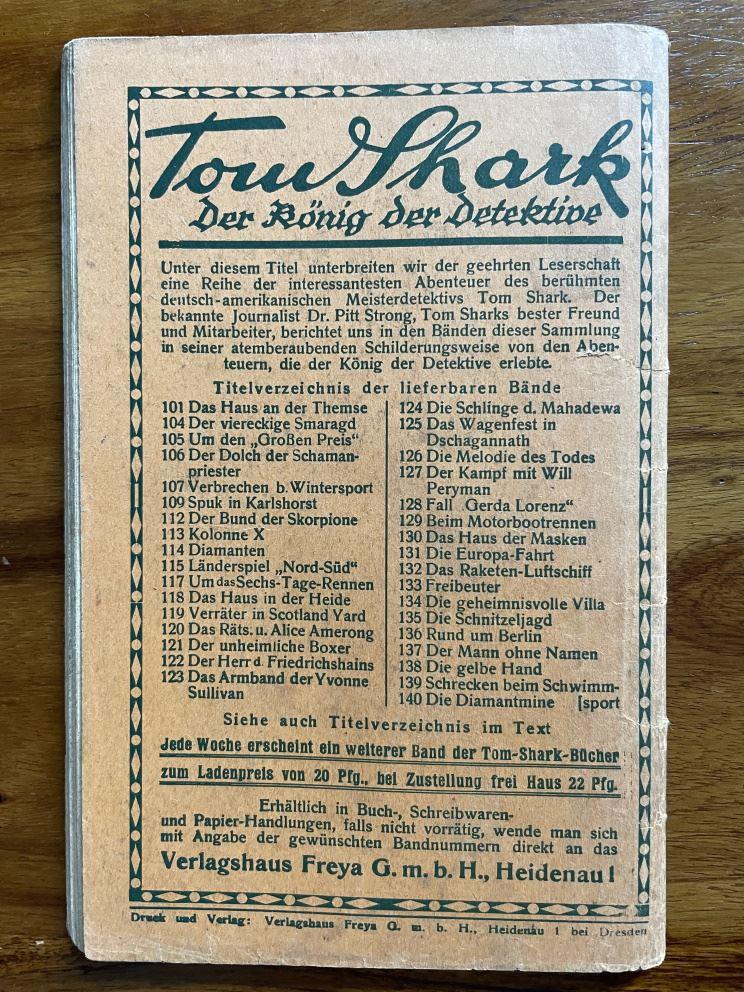 Tom Shark
Der König der Detektive
Unter diesem Titel unterbreiten wir der geehrten Leserschaft
eine Reihe der interessantesten Abenteuer des berühmten
deutsch-amerikanischen Meisterdetektivs Tom Shark. Der
bekannte Journalist Dr. Pitt Strong, Tom Sharks bester Freund
und Mitarbeiter, berichtet uns in den Bänden dieser Sammlung
in seiner atemberaubenden Schilderungsweise von den Aben-
teuern, die der König der Detektive erlebte.
Titelverzeichnis der lieferbaren Bände
101 Das Haus an der Themse
104 Der viereckige Smaragd
105 Um den „Großen Preis“
106 Der Dolch der Schaman-
priester
107 Verbrechen b. Wintersport
109 Spuk in Karlshorst
112 Der Bund der Skorpione
113 Kolonne X
114 Diamanten
115 Länderspiel „Nord-Süd“
117 Um das Sechs-Tage-Rennen
118 Das Haus in der Heide
119 Verräter in Scotland Yard
120 Das Räts. u. Alice Amerong
121 Der unheimliche Boxer
122 Der Herr d. Friedrichshains
123 Das Armband der Yvonne
Sullivan
124 Die Schlinge d. Mahadewa
125 Das Wagenfest in
Dschagannath
126 Die Melodie des Todes
127 Der Kampf mit Will
Peryman
128 Fall „Gerda Lorenz“
129 Beim Motorbootrennen
130 Das Haus der Masken
131 Die Europa-Fahrt
132 Das Raketen-Luftschiff
133 Freibeuter
134 Die geheimnisvolle Villa
135 Die Schnitzeljagd
136 Rund um Berlin
137 Der Mann ohne Namen
138 Die gelbe Hand
139 Schrecken beim Schwimm-
140 Die Diamantmine [sport
Siehe auch Titelverzeichnis im Text
Jede Woche erscheint ein weiterer Band der Tom-Shark-Bücher
zum Ladenpreis von 20 Pfg., bei Zustellung frei Haus 22 Pfg.
Erhältlich in Buch-, Schreibwaren-
und Papier-Handlungen, falls nicht vorrätig, wende man sich
mit Angabe der gewünschten Bandnummern direkt an das
Verlagshaus Freya G. m. b. H., Heidenau 1
Druck und Verlag: Verlagshaus Freya G. m. b. H., Heidenau 1 bei Dresden